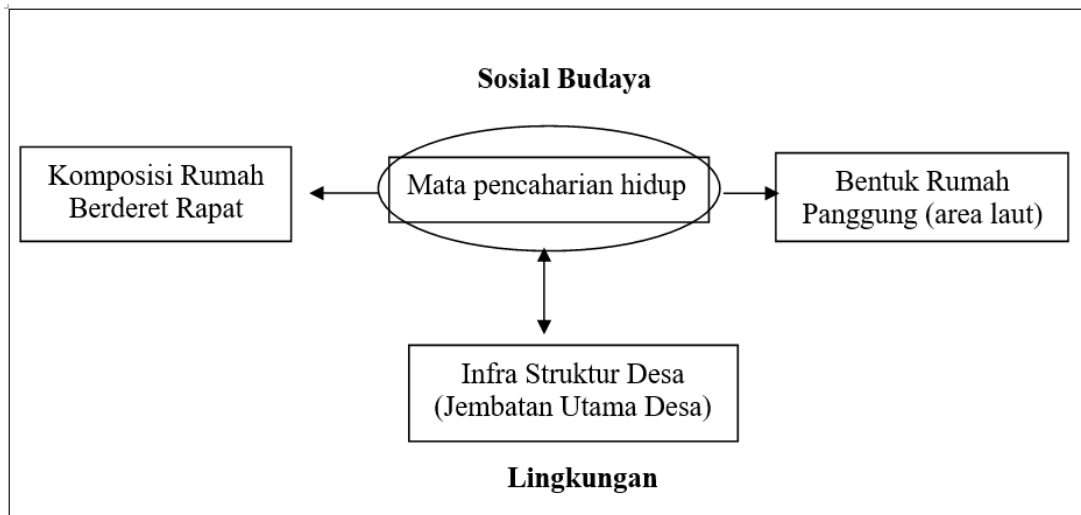 Sosial Budaya
Komposisi Rumah
Berderet Rapat
Mata pencaharian hidup
Bentuk Rumah
Panggung (area laut)
Infra Struktur Desa
(Jembatan Utama Desa)
Lingkungan